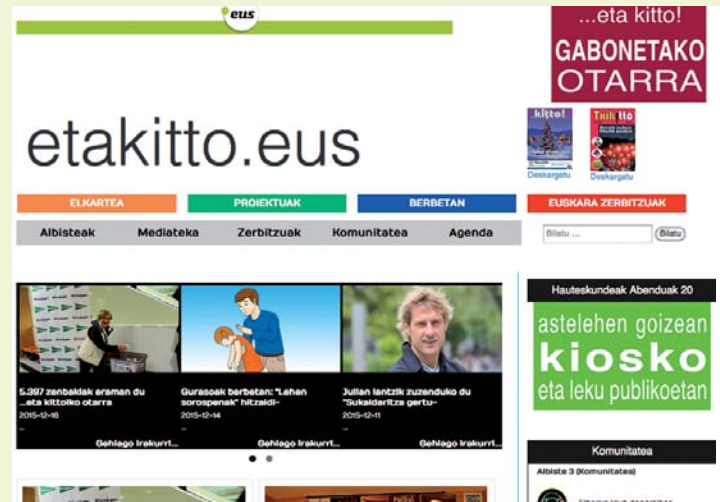 eus
...eta kitto!
GABONETAKO
OTARRA
etakitto.eus
kitto!
Deskargatu
Deskargatu
ELKARTEA
PROIEKTUAK
BERBETAN
EUSKARA ZERBITZUAK
Albisteak
Mediateka
Zerbitzuak
Komunitatea
Agenda
Bilatu ...
Bilatu
5.397 zenbakiak eraman du
...eta kittoiko otarra
2015-12-16
...
Gehiago irakurri...
Gurasoak berbetan: "Lehen
sorospenak" hitzaldi-
2015-12-14
...
Gehiago irakurri...
Julian Iantzik zuzenduko du
"Sukaldaritza gertu-
2015-12-11
...
Gehiago irakurri...
Hauteskundeak Abenduak 20
astelehen goizean
kiosko
eta leku publikoetan
Komunitatea
Albiste 3 (Komunitatea)